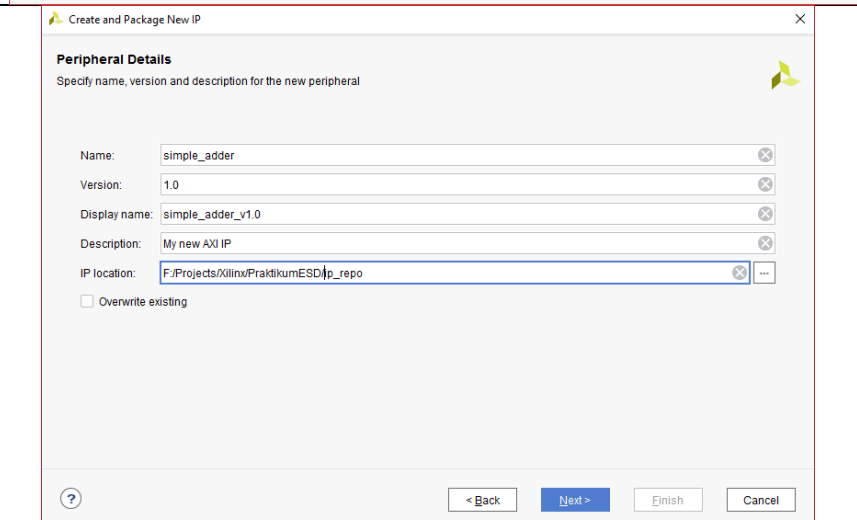 Create and Package New IP
Peripheral Details
Specify name, version and description for the new peripheral
Name: simple_adder
Version: 1.0
Display name: simple_adder_v1.0
Description: My new AXI IP
IP location: F:/Projects/Xilinx/PraktikumESD/ip_repo
...
Overwrite existing
? < Back Next > Finish Cancel